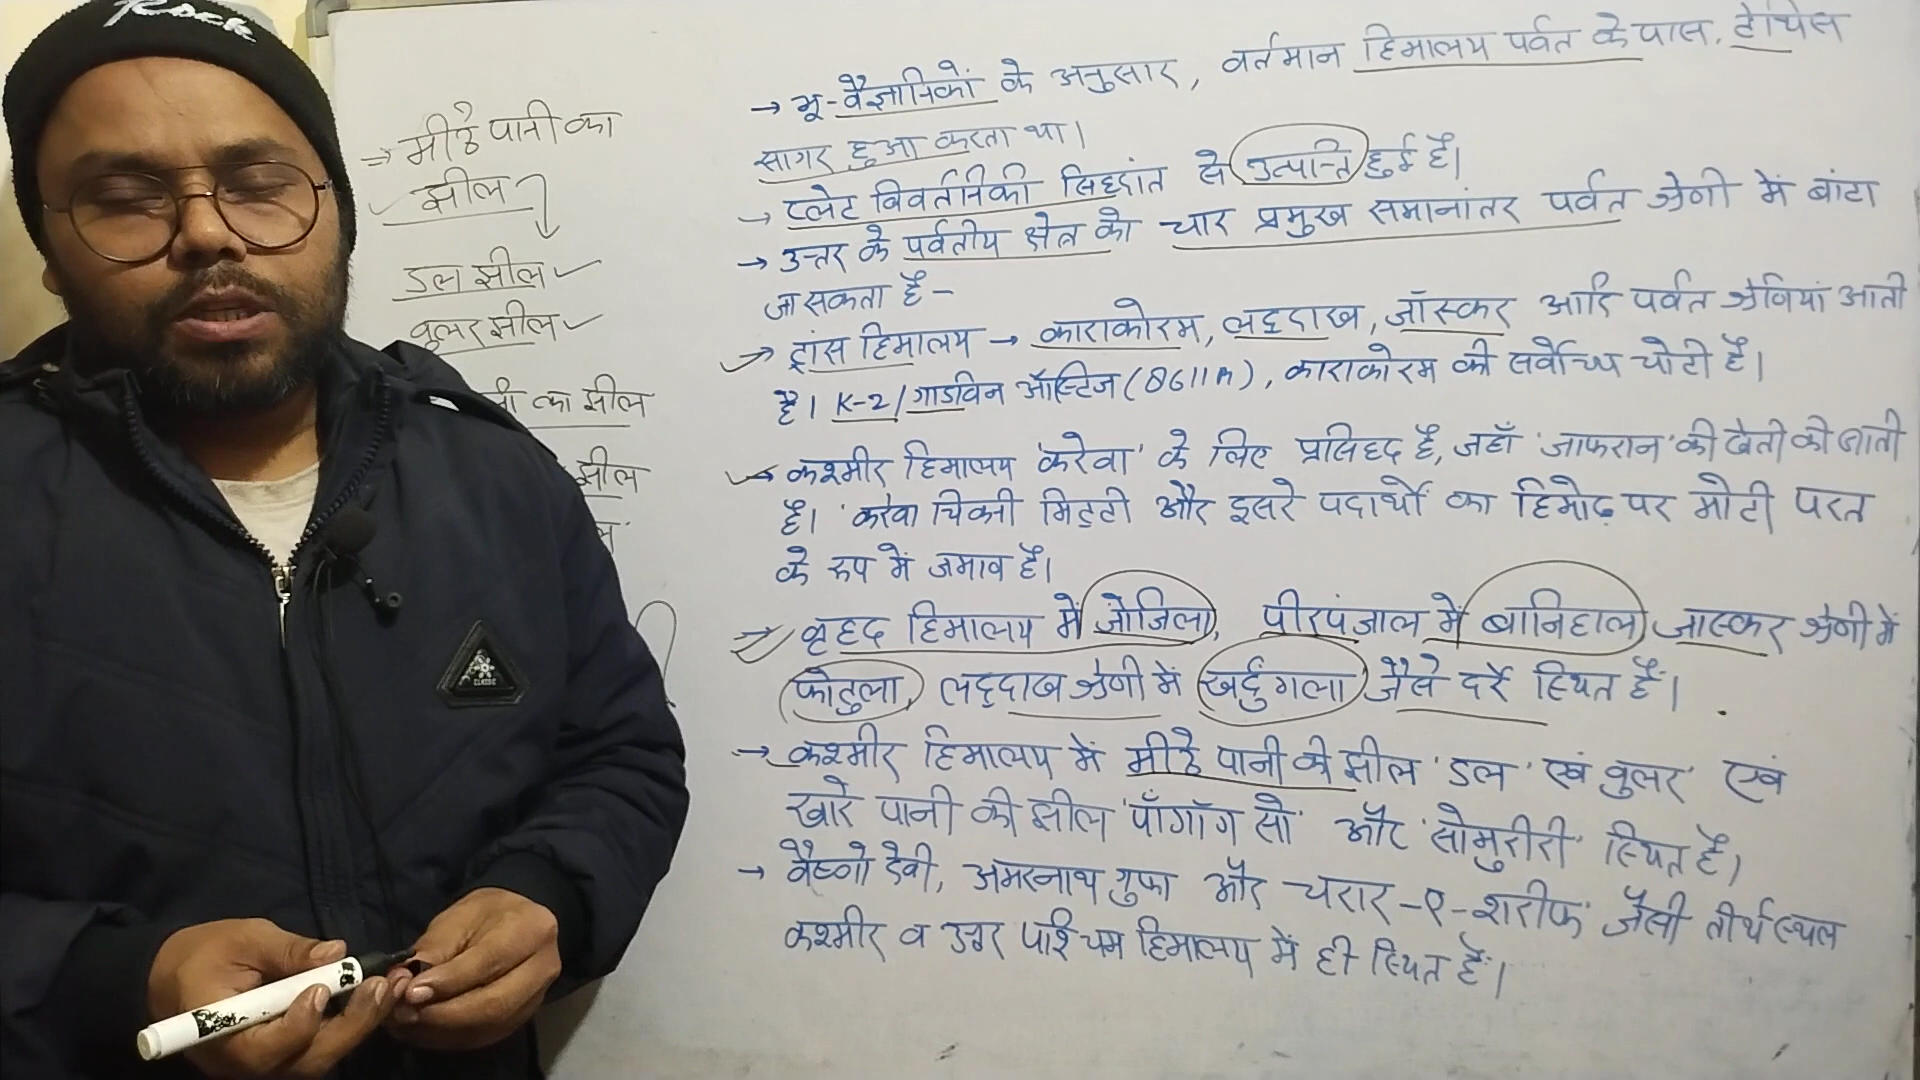 Rock
→ मीठे पानी का
झील
डल झील ✓
वुलर झील ✓
का झील
झील
→ भू-वैज्ञानिकों के अनुसार, वर्तमान हिमालय पर्वत के पास, टेथिस
सागर हुआ करता था।
→ प्लेट विवर्तनिकी सिद्दांत से उत्पत्ति हुई है।
→ उत्तर के पर्वतीय क्षेत्र को चार प्रमुख समानांतर पर्वत श्रेणी में बांटा
जा सकता है -
→ ट्रांस हिमालय → काराकोरम, लद्दाख, जॉस्कर आदि पर्वत श्रेणियां आती
है। K-2/गाडविन ऑस्टिन (8611m), काराकोरम की सर्वोच्च चोटी है।
→ कश्मीर हिमालय 'करेवा' के लिए प्रसिद्द है, जहाँ 'जाफरान' की खेती की जाती
है। 'करेवा चिकनी मिट्टी और दूसरे पदार्थों का हिमोढ़ पर मोटी परत
के रुप में जमाव है।
→ बृहद हिमालय में जोजिला, पीरपंजाल में बानिहाल जास्कर श्रेणी में
फोटुला, लद्दाख श्रेणी में खर्दुंगला जैसे दर्रे स्थित हैं।
→ कश्मीर हिमालय में मीठे पानी की झील 'डल' एवं वुलर' एवं
खारे पानी की झील 'पाँगॉग सो' और 'सोमुरीरी' स्थित है।
→ वैष्णो देवी, अमरनाथ गुफा और चरार-ए-शरीफ' जैसी तीर्थ स्थल
कश्मीर व उत्तर पश्चिम हिमालय में ही स्थित हैं।
CLASSIC